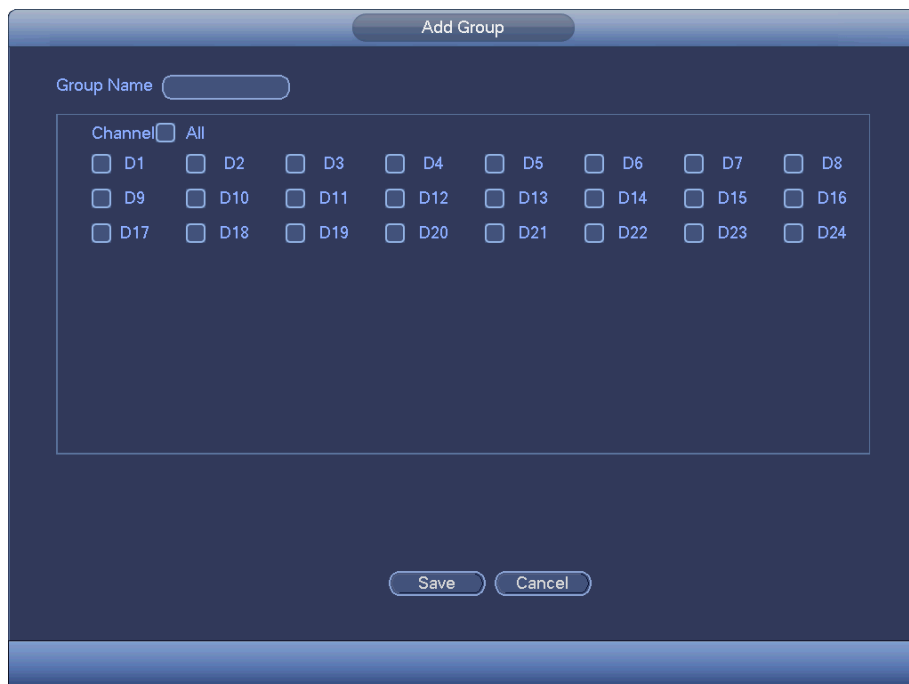 Add Group
Group Name
Channel All
D1 D2 D3 D4 D5 D6 D7 D8
D9 D10 D11 D12 D13 D14 D15 D16
D17 D18 D19 D20 D21 D22 D23 D24
Save Cancel